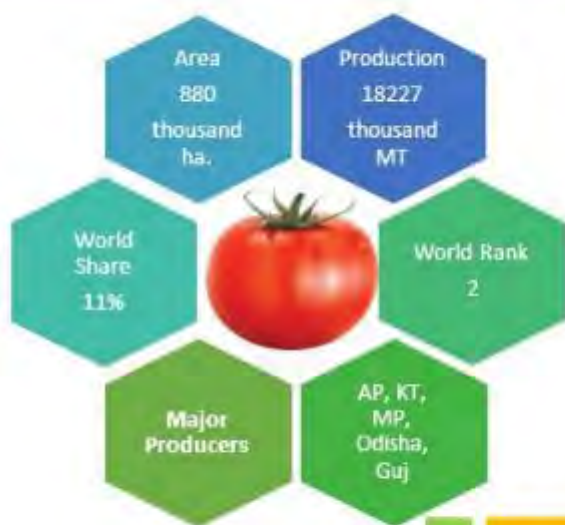 Area
880
thousand
ha.
Production
18227
thousand
MT
World
Share
11%
World Rank
2
Major
Producers
AP, KT,
MP,
Odisha,
Guj